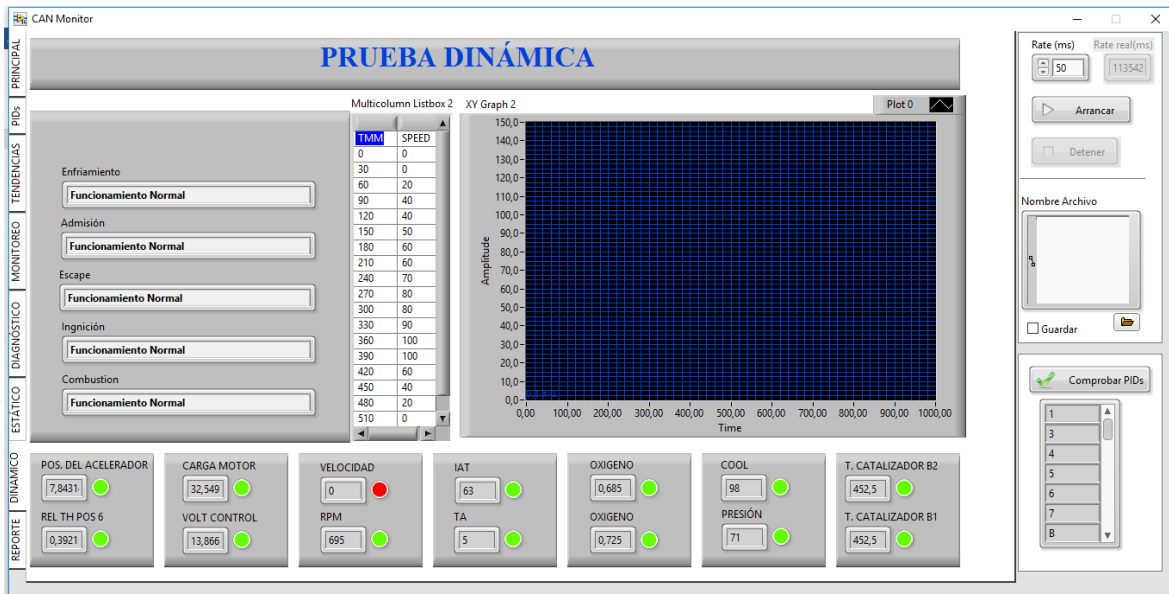 CAN Monitor
PRINCIPAL
PIDs
TENDENCIAS
MONITOREO
DIAGNÓSTICO
ESTÁTICO
DINAMICO
REPORTE
PRUEBA DINÁMICA
Enfriamiento
Funcionamiento Normal
Admisión
Funcionamiento Normal
Escape
Funcionamiento Normal
Ingnición
Funcionamiento Normal
Combustion
Funcionamiento Normal
Multicolumn Listbox 2
TMM SPEED
0 0
30 0
60 20
90 40
120 40
150 50
180 60
210 60
240 70
270 80
300 80
330 90
360 100
390 100
420 60
450 40
480 20
510 0
XY Graph 2
Plot 0
Amplitude
150,0
140,0
130,0
120,0
110,0
100,0
90,0
80,0
70,0
60,0
50,0
40,0
30,0
20,0
10,0
0,0
0,00 100,00 200,00 300,00 400,00 500,00 600,00 700,00 800,00 900,00 1000,00
Time
POS. DEL ACELERADOR
7,8431
REL TH POS 6
0,3921
CARGA MOTOR
32,549
VOLT CONTROL
13,866
VELOCIDAD
0
RPM
695
IAT
63
TA
5
OXIGENO
0,685
OXIGENO
0,725
COOL
98
PRESIÓN
71
T. CATALIZADOR B2
452,5
T. CATALIZADOR B1
452,5
Rate (ms) Rate real(ms)
50 113542
Arrancar
Detener
Nombre Archivo
Guardar
Comprobar PIDs
1
3
4
5
6
7
B